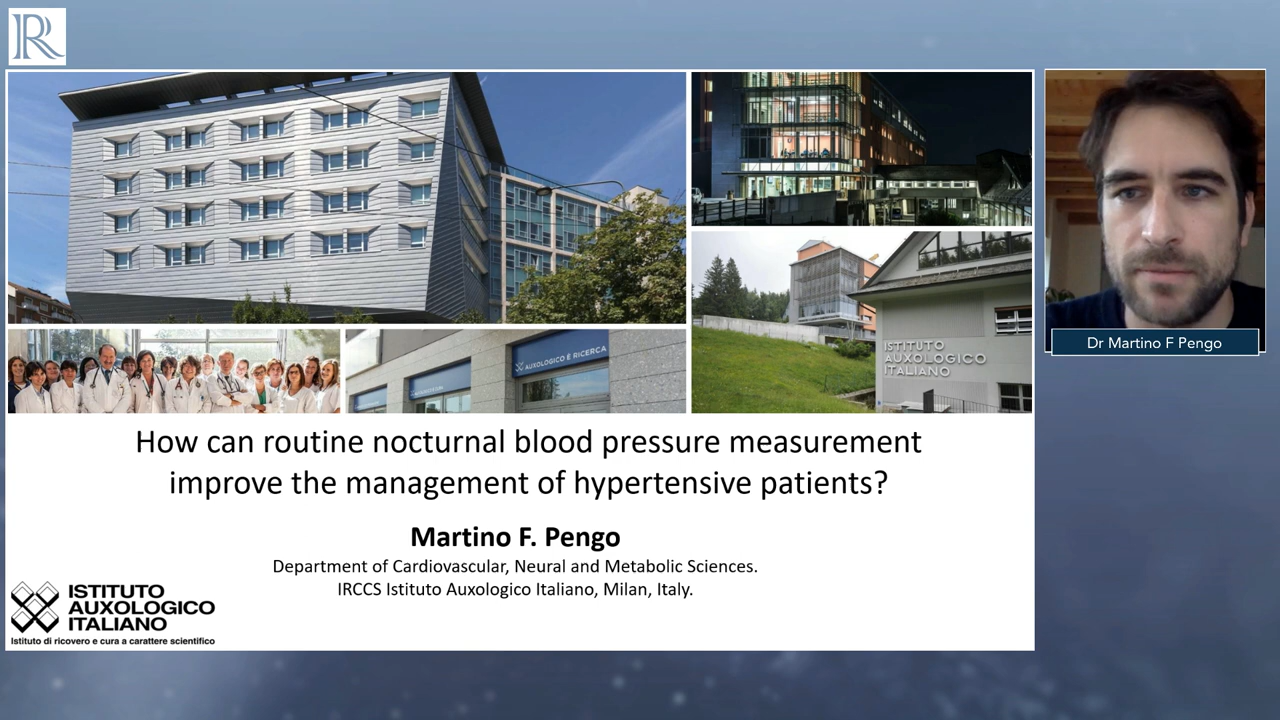 R
AUXOLOGICO È RICERCA
ISTITUTO
AUXOLOGICO
ITALIANO
Dr Martino F Pengo
How can routine nocturnal blood pressure measurement
improve the management of hypertensive patients?
Martino F. Pengo
Department of Cardiovascular, Neural and Metabolic Sciences.
IRCCS Istituto Auxologico Italiano, Milan, Italy.
ISTITUTO
AUXOLOGICO
ITALIANO
Istituto di ricovero e cura a carattere scientifico